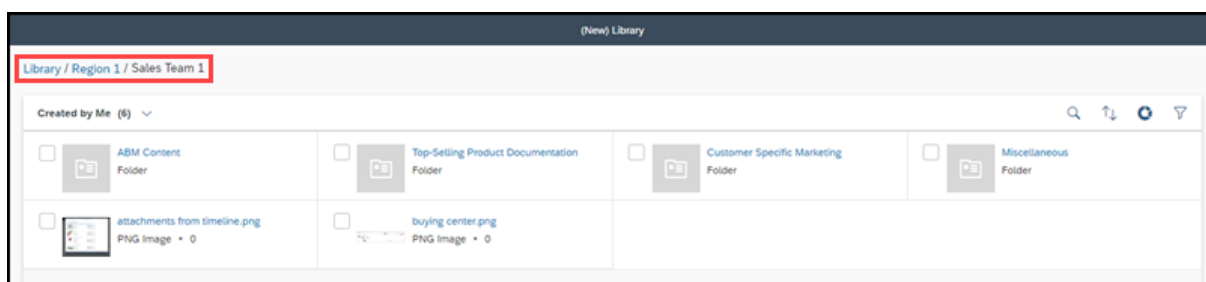 (New) Library
Library / Region 1 / Sales Team 1
Created by Me (6)
ABM Content
Folder
Top-Selling Product Documentation
Folder
Customer Specific Marketing
Folder
Miscellaneous
Folder
attachments from timeline.png
PNG Image • 0
buying center.png
PNG Image • 0